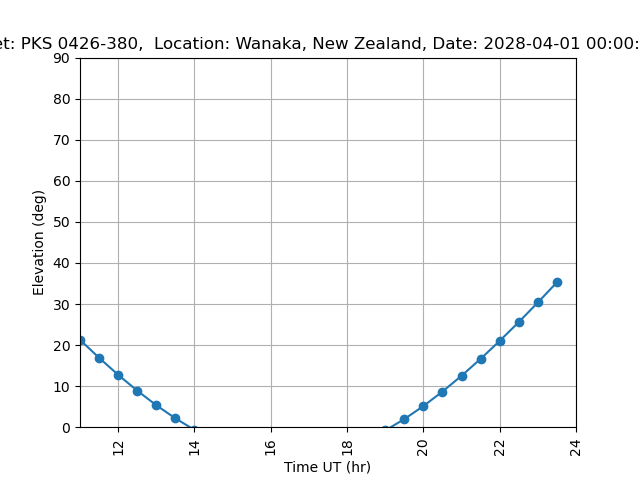 et: PKS 0426-380,  Location: Wanaka, New Zealand, Date: 2028-04-01 00:00:
90
80
70
60
50
40
30
20
10
0
Elevation (deg)
12 14 16 18 20 22 24
Time UT (hr)